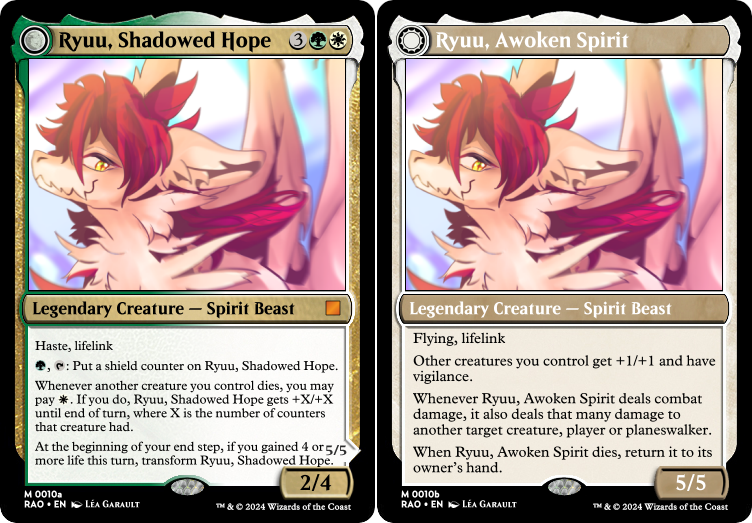 Ryuu, Shadowed Hope 3
Haste, lifelink
Legendary Creature — Spirit Beast
, : Put a shield counter on Ryuu, Shadowed Hope.
Whenever another creature you control dies, you may
pay . If you do, Ryuu, Shadowed Hope gets +X/+X
until end of turn, where X is the number of counters
that creature had.
At the beginning of your end step, if you gained 4 or
more life this turn, transform Ryuu, Shadowed Hope.
5/5
2/4
M 0010a
RAO • EN Léa Garault
™ & © 2024 Wizards of the Coast
Ryuu, Awoken Spirit
Legendary Creature — Spirit Beast
Flying, lifelink
Other creatures you control get +1/+1 and have
vigilance.
Whenever Ryuu, Awoken Spirit deals combat
damage, it also deals that many damage to
another target creature, player or planeswalker.
When Ryuu, Awoken Spirit dies, return it to its
owner's hand.
5/5
M 0010b
RAO • EN Léa Garault
™ & © 2024 Wizards of the Coast